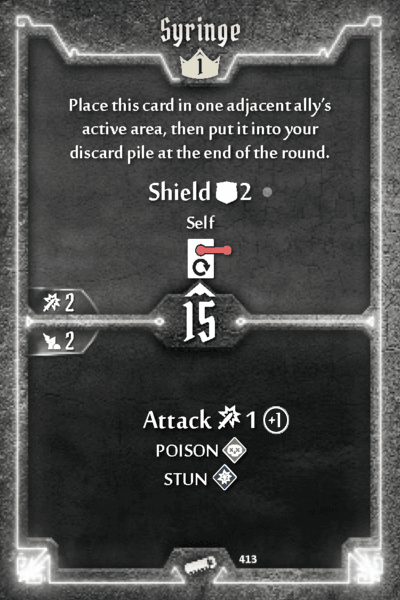 Syringe
1
Place this card in one adjacent ally's
active area, then put it into your
discard pile at the end of the round.
Shield 2
Self
2
15
2
Attack 1 +1
POISON
STUN
413